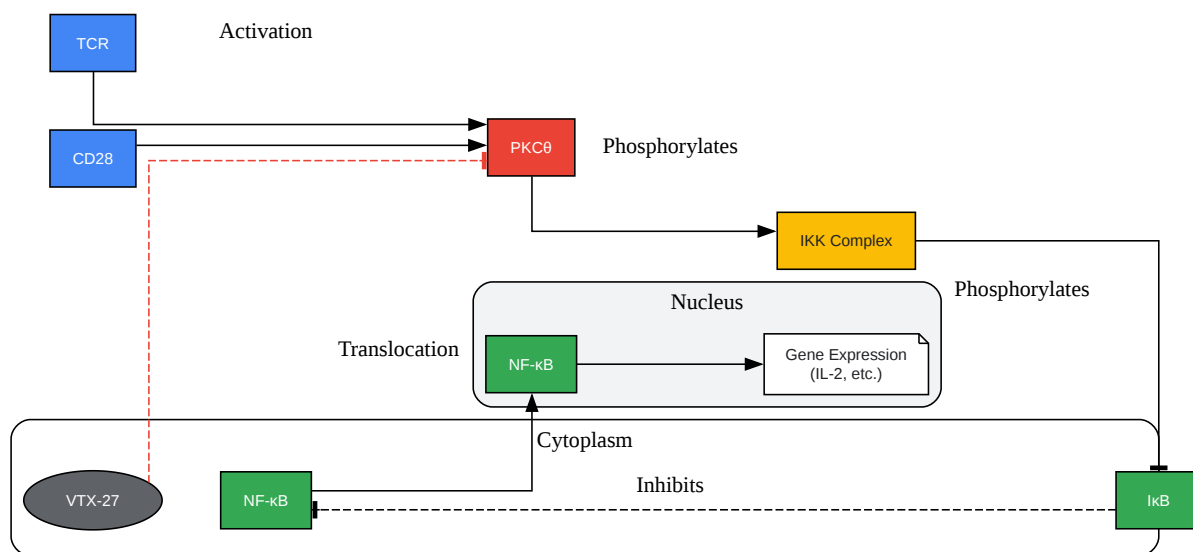 TCR
Activation
CD28
PKCθ
Phosphorylates
IKK Complex
Phosphorylates
Nucleus
Translocation
NF-κB
Gene Expression
(IL-2, etc.)
Cytoplasm
VTX-27
NF-κB
Inhibits
IκB